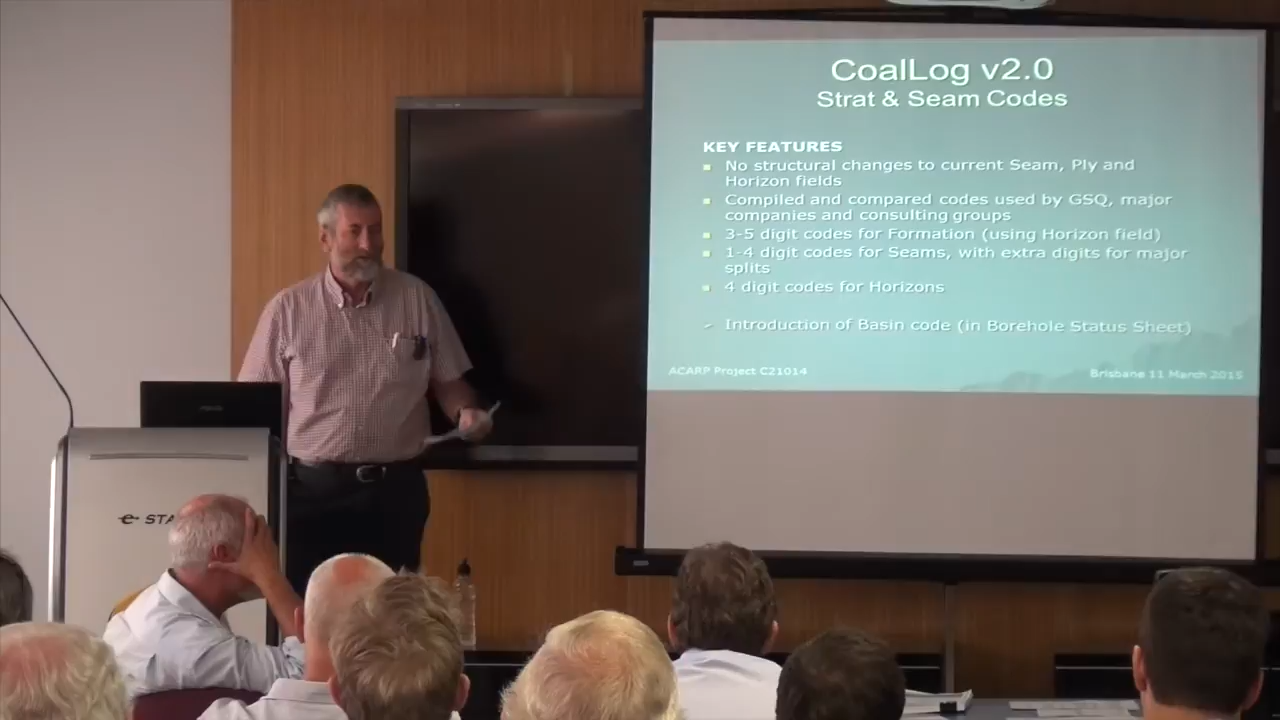 CoalLog v2.0
Strat & Seam Codes
KEY FEATURES
No structural changes to current Seam, Ply and
Horizon fields
Compiled and compared codes used by GSQ, major
companies and consulting groups
3-5 digit codes for Formation (using Horizon field)
1-4 digit codes for Seams, with extra digits for major
splits
4 digit codes for Horizons
Introduction of Basin code (in Borehole Status Sheet)
ACARP Project C21014
Brisbane 11 March 2015
e-STA